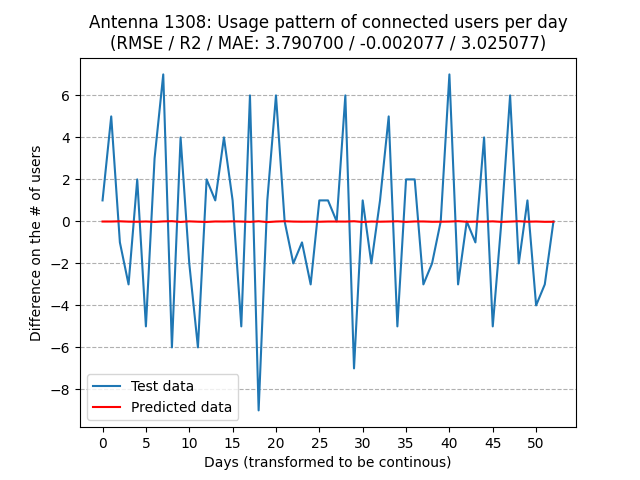 Antenna 1308: Usage pattern of connected users per day
(RMSE / R2 / MAE: 3.790700 / -0.002077 / 3.025077)
Difference on the # of users
6
4
2
0
−2
−4
−6
−8
Test data
Predicted data
0 5 10 15 20 25 30 35 40 45 50
Days (transformed to be continous)